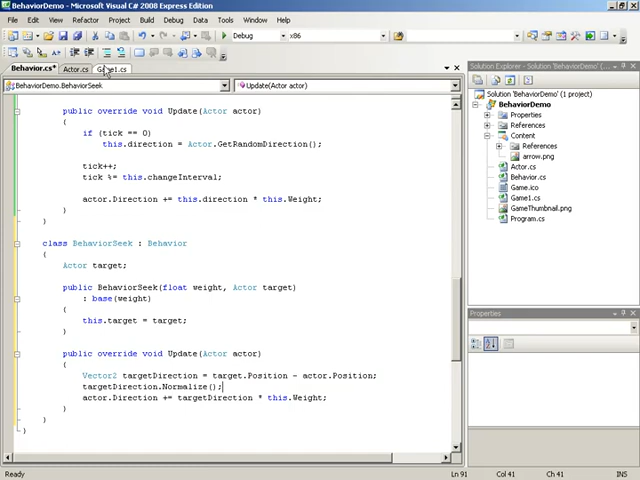 BehaviorDemo - Microsoft Visual C# 2008 Express Edition
File Edit View Refactor Project Build Debug Data Tools Window Help
Debug x86
Behavior.cs* Actor.cs Game1.cs
BehaviorDemo.BehaviorSeek Update(Actor actor)
public override void Update(Actor actor)
{
if (tick == 0)
this.direction = Actor.GetRandomDirection();
tick++;
tick %= this.changeInterval;
actor.Direction += this.direction * this.Weight;
}
}
class BehaviorSeek : Behavior
{
Actor target;
public BehaviorSeek(float weight, Actor target)
: base(weight)
{
this.target = target;
}
public override void Update(Actor actor)
{
Vector2 targetDirection = target.Position - actor.Position;
targetDirection.Normalize();
actor.Direction += targetDirection * this.Weight;
}
}
}
Solution Explorer - Solution 'BehaviorDemo...
Solution 'BehaviorDemo' (1 project)
BehaviorDemo
Properties
References
Content
References
arrow.png
Actor.cs
Behavior.cs
Game.ico
Game1.cs
GameThumbnail.png
Program.cs
Properties
Ready Ln 91 Col 41 Ch 41 INS